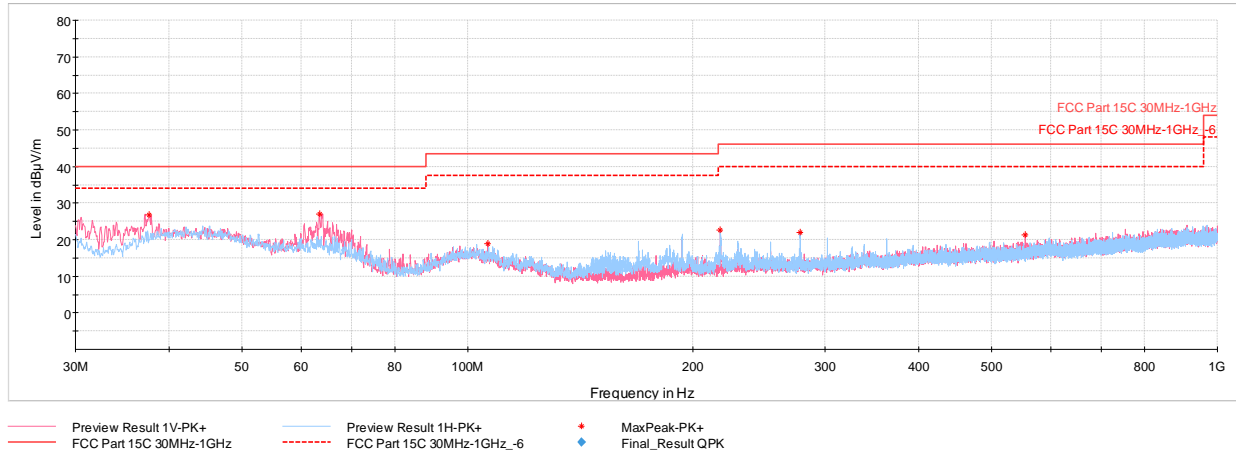 80
70
60
FCC Part 15C 30MHz-1GHz
50
FCC Part 15C 30MHz-1GHz_-6
40
30
20
10
0
Level in dBµV/m
30M 50 60 80 100M 200 300 400 500 800 1G
Frequency in Hz
Preview Result 1V-PK+ Preview Result 1H-PK+ MaxPeak-PK+
FCC Part 15C 30MHz-1GHz FCC Part 15C 30MHz-1GHz_-6 Final_Result QPK